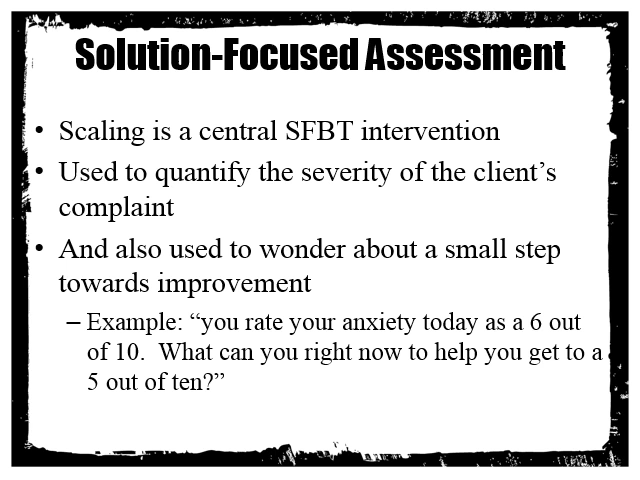 Solution-Focused Assessment
• Scaling is a central SFBT intervention
• Used to quantify the severity of the client’s
complaint
• And also used to wonder about a small step
towards improvement
– Example: “you rate your anxiety today as a 6 out
of 10.  What can you right now to help you get to a
5 out of ten?”